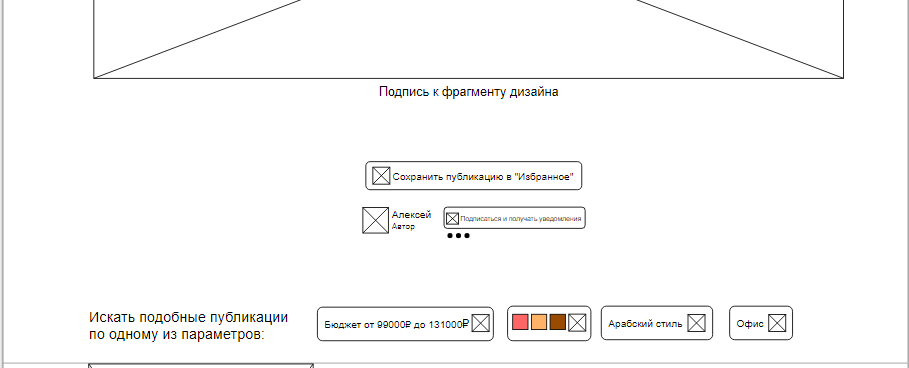 Подпись к фрагменту дизайна
Сохранить публикацию в "Избранное"
Алексей
Автор
Подписаться и получать уведомления
Искать подобные публикации
по одному из параметров:
Бюджет от 99000₽ до 131000₽
Арабский стиль
Офис